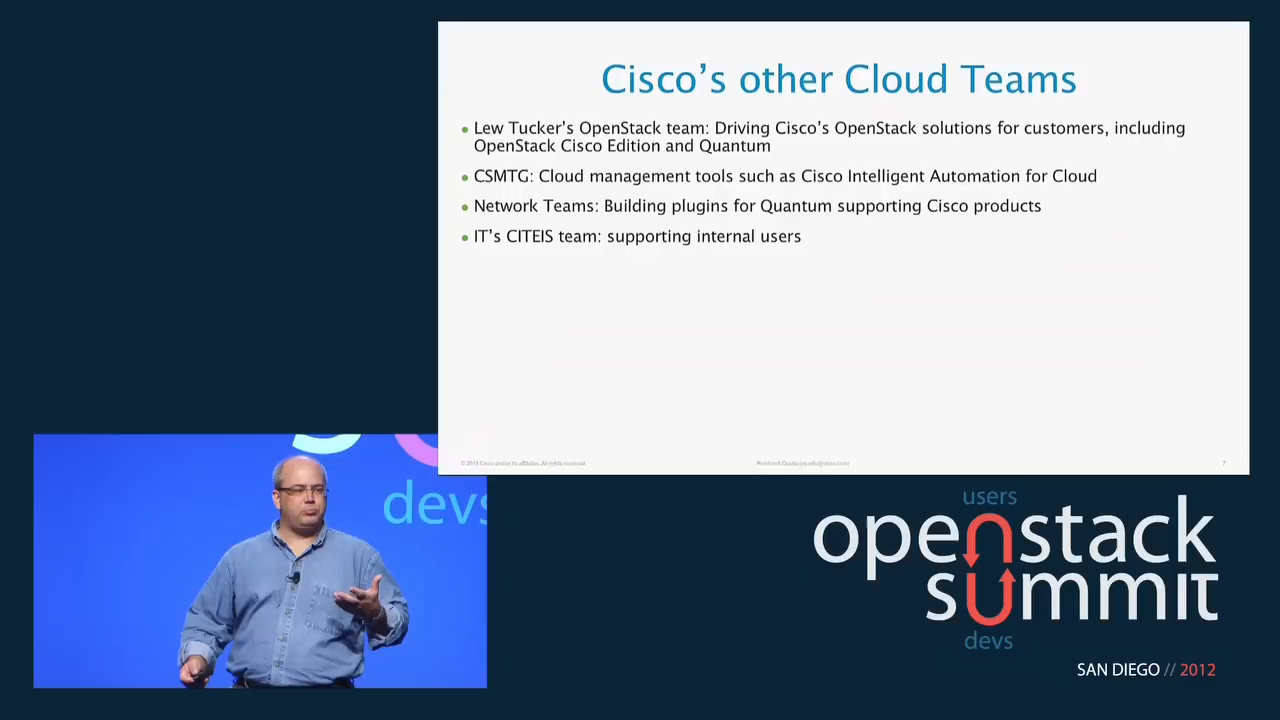 Cisco's other Cloud Teams
• Lew Tucker's OpenStack team: Driving Cisco's OpenStack solutions for customers, including
OpenStack Cisco Edition and Quantum
• CSMTG: Cloud management tools such as Cisco Intelligent Automation for Cloud
• Network Teams: Building plugins for Quantum supporting Cisco products
• IT's CITEIS team: supporting internal users
7
devs
users
openstack
summit
devs
SAN DIEGO // 2012